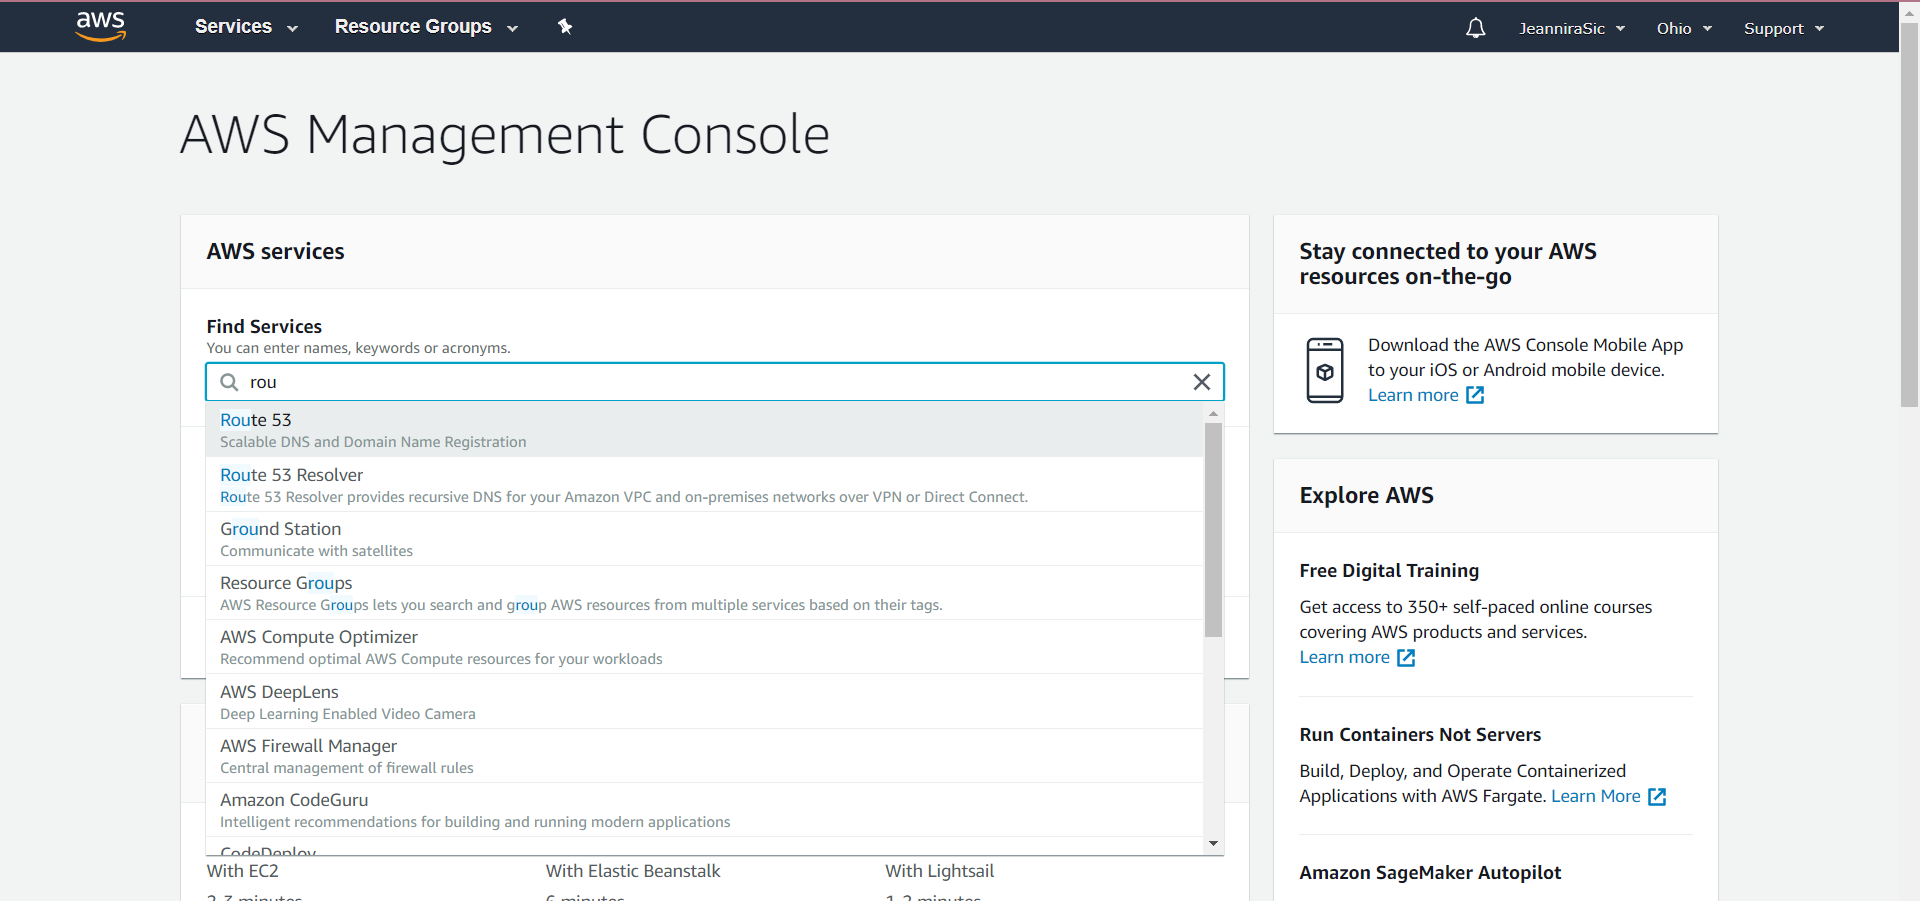 aws Services Resource Groups JeanniraSic Ohio Support
AWS Management Console
AWS services
Find Services
You can enter names, keywords or acronyms.
rou
Route 53
Scalable DNS and Domain Name Registration
Route 53 Resolver
Route 53 Resolver provides recursive DNS for your Amazon VPC and on-premises networks over VPN or Direct Connect.
Ground Station
Communicate with satellites
Resource Groups
AWS Resource Groups lets you search and group AWS resources from multiple services based on their tags.
AWS Compute Optimizer
Recommend optimal AWS Compute resources for your workloads
AWS DeepLens
Deep Learning Enabled Video Camera
AWS Firewall Manager
Central management of firewall rules
Amazon CodeGuru
Intelligent recommendations for building and running modern applications
CodeDeploy
With EC2 With Elastic Beanstalk With Lightsail
2-3 minutes 6 minutes 1-2 minutes
Stay connected to your AWS
resources on-the-go
Download the AWS Console Mobile App
to your iOS or Android mobile device.
Learn more
Explore AWS
Free Digital Training
Get access to 350+ self-paced online courses
covering AWS products and services.
Learn more
Run Containers Not Servers
Build, Deploy, and Operate Containerized
Applications with AWS Fargate. Learn More
Amazon SageMaker Autopilot